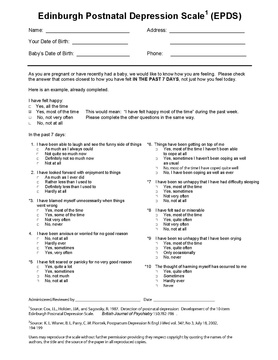 Edinburgh Postnatal Depression Scale1 (EPDS)
Name: Address:
Your Date of Birth:
Baby's Date of Birth: Phone:
As you are pregnant or have recently had a baby, we would like to know how you are feeling. Please check
the answer that comes closest to how you have felt IN THE PAST 7 DAYS, not just how you feel today.
Here is an example, already completed.
I have felt happy:
Yes, all the time
Yes, most of the time This would mean: "I have felt happy most of the time" during the past week.
No, not very often Please complete the other questions in the same way.
No, not at all
In the past 7 days:
1. I have been able to laugh and see the funny side of things
As much as I always could
Not quite so much now
Definitely not so much now
Not at all
2. I have looked forward with enjoyment to things
As much as I ever did
Rather less than I used to
Definitely less than I used to
Hardly at all
*3. I have blamed myself unnecessarily when things
went wrong
Yes, most of the time
Yes, some of the time
Not very often
No, never
4. I have been anxious or worried for no good reason
No, not at all
Hardly ever
Yes, sometimes
Yes, very often
*5 I have felt scared or panicky for no very good reason
Yes, quite a lot
Yes, sometimes
No, not much
No, not at all
*6. Things have been getting on top of me
Yes, most of the time I haven't been able
to cope at all
Yes, sometimes I haven't been coping as well
as usual
No, most of the time I have coped quite well
No, I have been coping as well as ever
*7 I have been so unhappy that I have had difficulty sleeping
Yes, most of the time
Yes, sometimes
Not very often
No, not at all
*8 I have felt sad or miserable
Yes, most of the time
Yes, quite often
Not very often
No, not at all
*9 I have been so unhappy that I have been crying
Yes, most of the time
Yes, quite often
Only occasionally
No, never
*10 The thought of harming myself has occurred to me
Yes, quite often
Sometimes
Hardly ever
Never
Administered/Reviewed by Date
1Source: Cox, J.L., Holden, J.M., and Sagovsky, R. 1987. Detection of postnatal depression: Development of the 10-item
Edinburgh Postnatal Depression Scale. British Journal of Psychiatry 150:782-786
2Source: K. L. Wisner, B. L. Parry, C. M. Piontek, Postpartum Depression N Engl J Med vol. 347, No 3, July 18, 2002,
194-199
Users may reproduce the scale without further permission providing they respect copyright by quoting the names of
the authors, the title and the source of the paper in all reproduced copies.